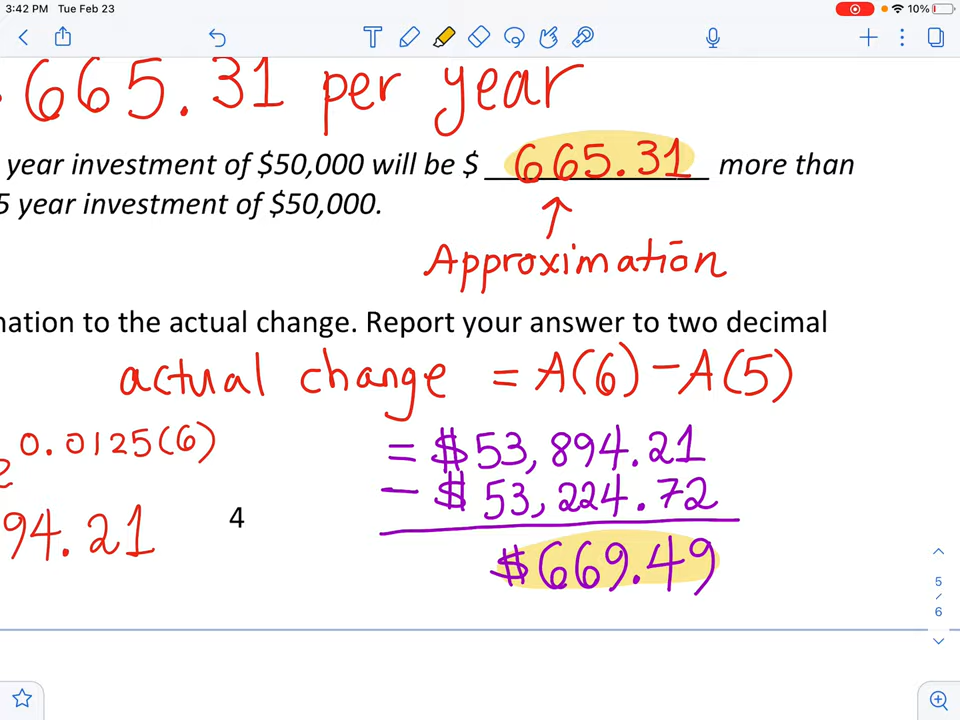 3:42 PM Tue Feb 23
10%
665.31 per year
year investment of $50,000 will be $ 665.31 more than
5 year investment of $50,000.
↑
Approximation
mation to the actual change. Report your answer to two decimal
actual change = A(6) - A(5)
e^0.0125(6)
= $53,894.21
- $53,224.72
94.21
4
$669.49
5
/
6